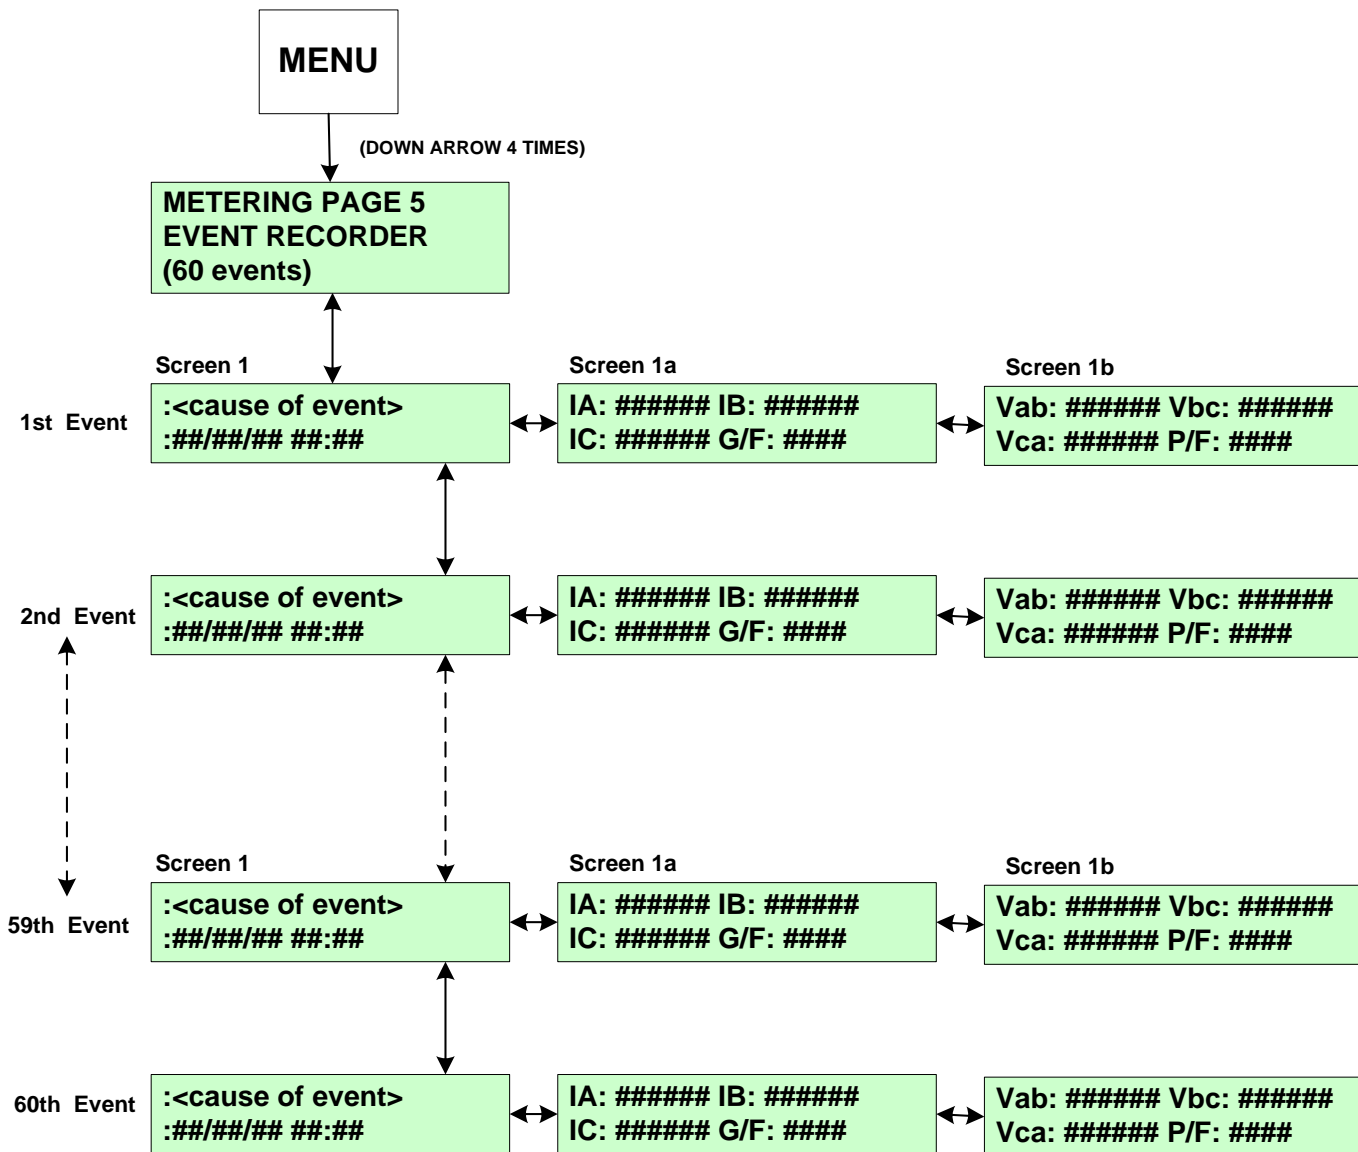 MENU
(DOWN ARROW 4 TIMES)
METERING PAGE 5
EVENT RECORDER
(60 events)
Screen 1
Screen 1a
Screen 1b
1st Event
:<cause of event>
:##/##/## ##:##
IA: ###### IB: ######
IC: ###### G/F: ####
Vab: ###### Vbc: ######
Vca: ###### P/F: ####
2nd Event
:<cause of event>
:##/##/## ##:##
IA: ###### IB: ######
IC: ###### G/F: ####
Vab: ###### Vbc: ######
Vca: ###### P/F: ####
Screen 1
Screen 1a
Screen 1b
59th Event
:<cause of event>
:##/##/## ##:##
IA: ###### IB: ######
IC: ###### G/F: ####
Vab: ###### Vbc: ######
Vca: ###### P/F: ####
60th Event
:<cause of event>
:##/##/## ##:##
IA: ###### IB: ######
IC: ###### G/F: ####
Vab: ###### Vbc: ######
Vca: ###### P/F: ####